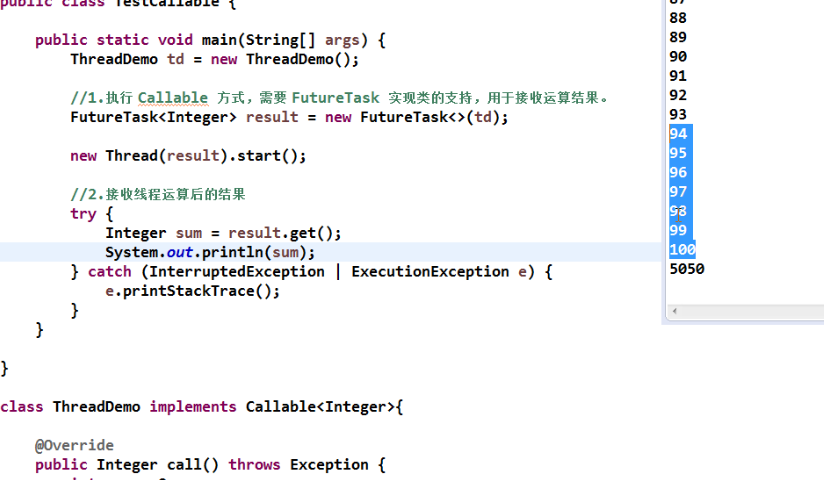 public class TestCallable {
public static void main(String[] args) {
ThreadDemo td = new ThreadDemo();
//1.执行 Callable 方式，需要 FutureTask 实现类的支持，用于接收运算结果。
FutureTask<Integer> result = new FutureTask<>(td);
new Thread(result).start();
//2.接收线程运算后的结果
try {
Integer sum = result.get();
System.out.println(sum);
} catch (InterruptedException | ExecutionException e) {
e.printStackTrace();
}
}
}
class ThreadDemo implements Callable<Integer>{
@Override
public Integer call() throws Exception {
87
88
89
90
91
92
93
94
95
96
97
98
99
100
5050